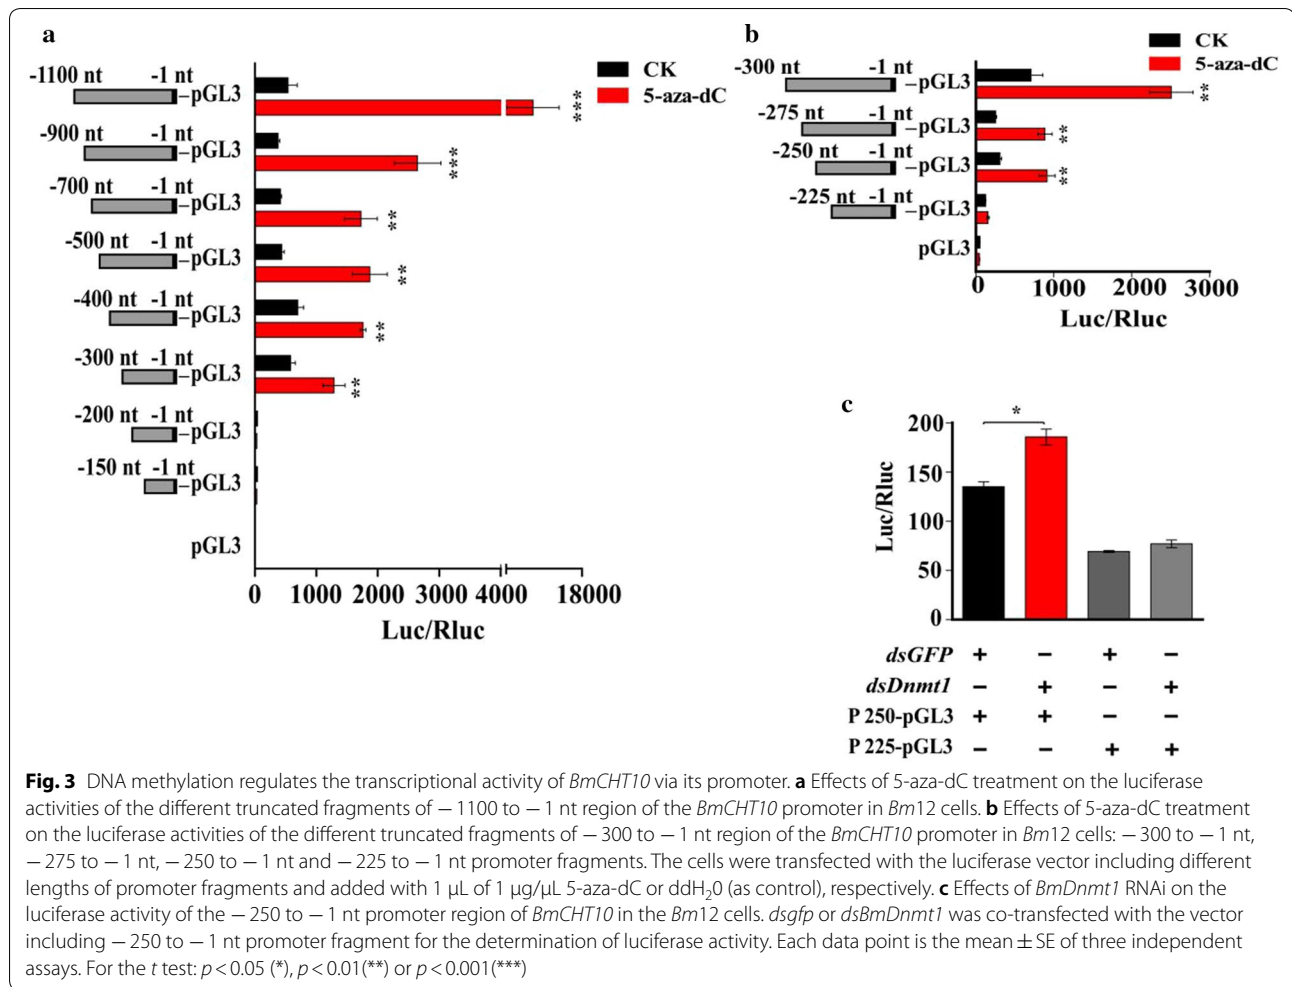 a
-1100 nt -1 nt
–pGL3
-900 nt -1 nt
–pGL3
-700 nt -1 nt
–pGL3
-500 nt -1 nt
–pGL3
-400 nt -1 nt
–pGL3
-300 nt -1 nt
–pGL3
-200 nt -1 nt
–pGL3
-150 nt -1 nt
–pGL3
pGL3
CK
5-aza-dC
***
***
**
**
**
**
0 1000 2000 3000 4000 18000
Luc/Rluc
b
-300 nt -1 nt
–pGL3
-275 nt -1 nt
–pGL3
-250 nt -1 nt
–pGL3
-225 nt -1 nt
–pGL3
pGL3
CK
5-aza-dC
**
**
**
0 1000 2000 3000
Luc/Rluc
c
Luc/Rluc
200
150
100
50
0
*
dsGFP + − + −
dsDnmt1 − + − +
P 250-pGL3 + + − −
P 225-pGL3 − − + +
Fig. 3 DNA methylation regulates the transcriptional activity of BmCHT10 via its promoter. a Effects of 5-aza-dC treatment on the luciferase
activities of the different truncated fragments of − 1100 to − 1 nt region of the BmCHT10 promoter in Bm12 cells. b Effects of 5-aza-dC treatment
on the luciferase activities of the different truncated fragments of − 300 to − 1 nt region of the BmCHT10 promoter in Bm12 cells: − 300 to − 1 nt,
− 275 to − 1 nt, − 250 to − 1 nt and − 225 to − 1 nt promoter fragments. The cells were transfected with the luciferase vector including different
lengths of promoter fragments and added with 1 μL of 1 μg/μL 5-aza-dC or ddH₂0 (as control), respectively. c Effects of BmDnmt1 RNAi on the
luciferase activity of the − 250 to − 1 nt promoter region of BmCHT10 in the Bm12 cells. dsgfp or dsBmDnmt1 was co-transfected with the vector
including − 250 to − 1 nt promoter fragment for the determination of luciferase activity. Each data point is the mean ± SE of three independent
assays. For the t test: p < 0.05 (*), p < 0.01(**) or p < 0.001(***)